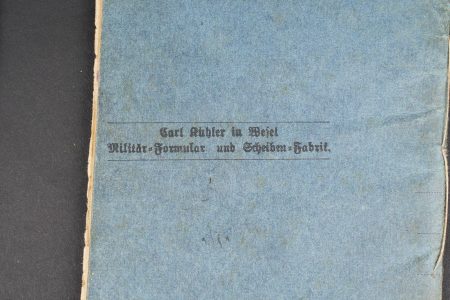 Carl Kühler in Wesel
Militär-Formular und Scheiben-Fabrik.